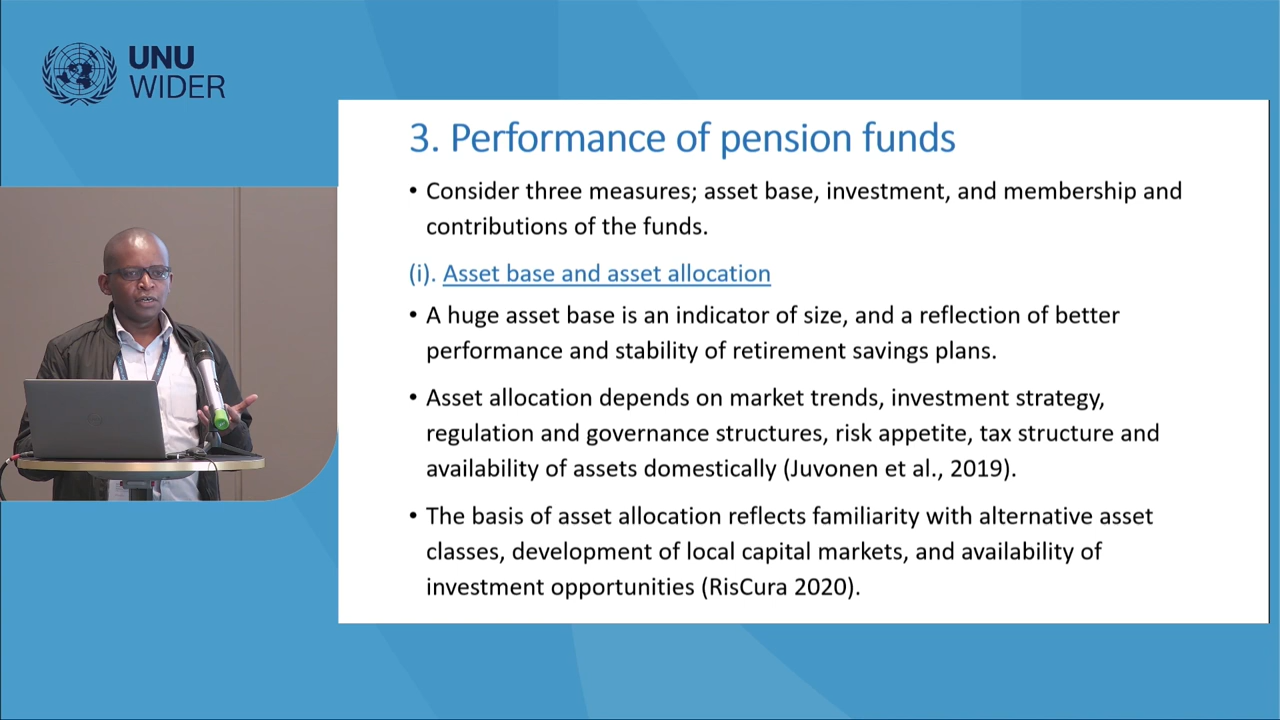 UNU
WIDER
3. Performance of pension funds
• Consider three measures; asset base, investment, and membership and
contributions of the funds.
(i). Asset base and asset allocation
• A huge asset base is an indicator of size, and a reflection of better
performance and stability of retirement savings plans.
• Asset allocation depends on market trends, investment strategy,
regulation and governance structures, risk appetite, tax structure and
availability of assets domestically (Juvonen et al., 2019).
• The basis of asset allocation reflects familiarity with alternative asset
classes, development of local capital markets, and availability of
investment opportunities (RisCura 2020).